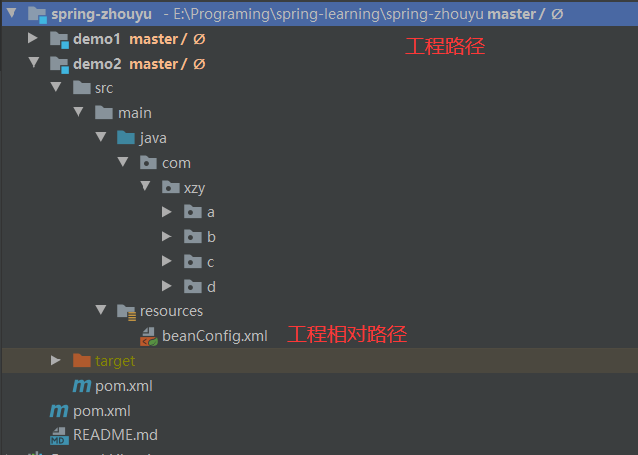 spring-zhouyu - E:\Programing\spring-learning\spring-zhouyu master / Ø
demo1 master / Ø
工程路径
demo2 master / Ø
src
main
java
com
xzy
a
b
c
d
resources
beanConfig.xml 工程相对路径
target
pom.xml
pom.xml
README.md